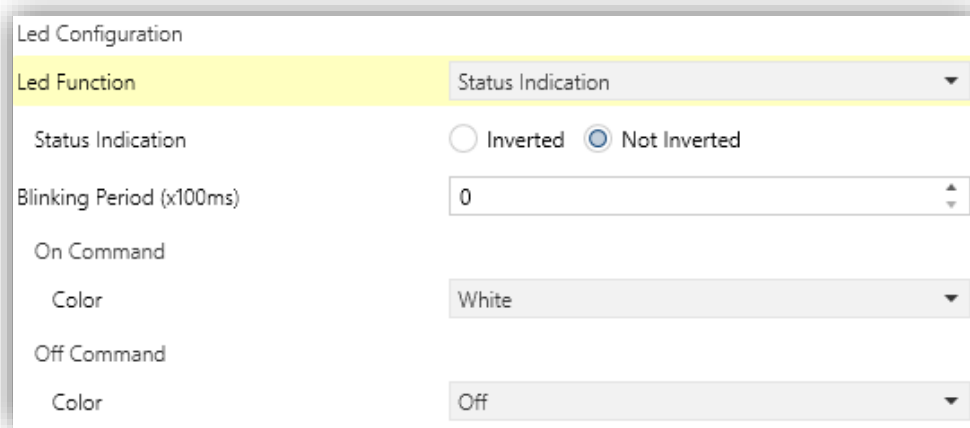 Led Configuration
Led Function Status Indication
Status Indication Inverted Not Inverted
Blinking Period (x100ms) 0
On Command
Color White
Off Command
Color Off